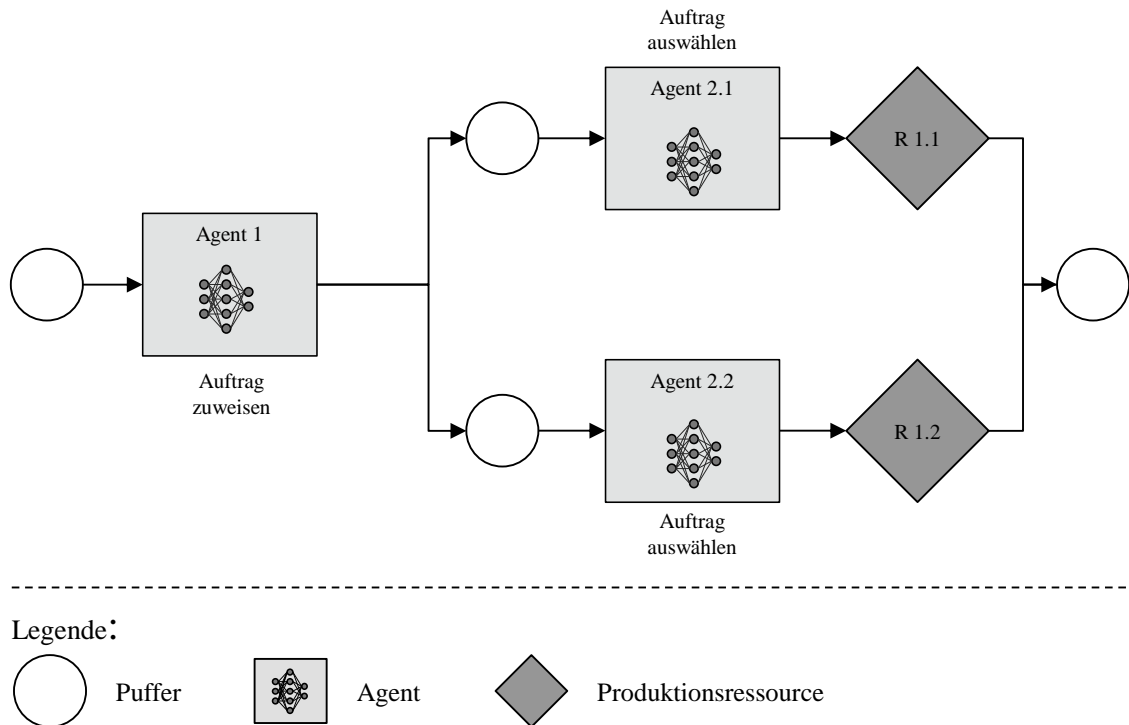 Auftrag
auswählen
Agent 2.1
R 1.1
Agent 1
Auftrag
zuweisen
Agent 2.2
R 1.2
Auftrag
auswählen
Legende:
Puffer
Agent
Produktionsressource